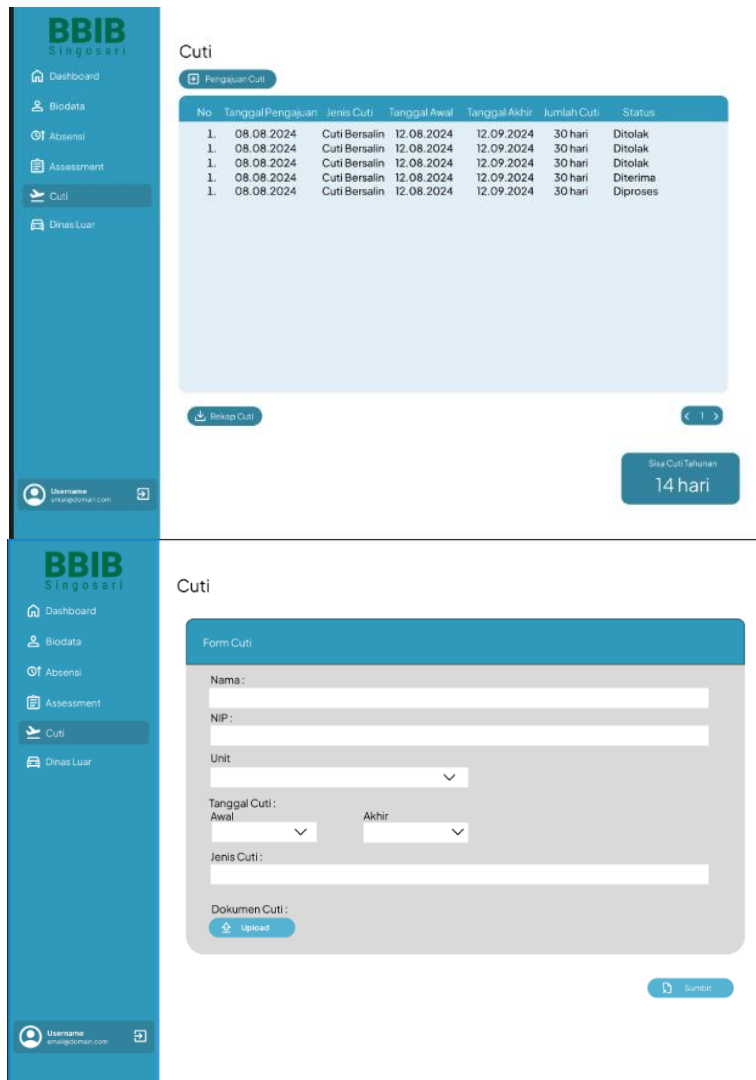 BBIB
Singosari
Dashboard
Biodata
Absensi
Assessment
Cuti
Dinas Luar
Username
email@domain.com
Cuti
Pengajuan Cuti
No Tanggal Pengajuan Jenis Cuti Tanggal Awal Tanggal Akhir Jumlah Cuti Status
1. 08.08.2024 Cuti Bersalin 12.08.2024 12.09.2024 30 hari Ditolak
1. 08.08.2024 Cuti Bersalin 12.08.2024 12.09.2024 30 hari Ditolak
1. 08.08.2024 Cuti Bersalin 12.08.2024 12.09.2024 30 hari Ditolak
1. 08.08.2024 Cuti Bersalin 12.08.2024 12.09.2024 30 hari Diterima
1. 08.08.2024 Cuti Bersalin 12.08.2024 12.09.2024 30 hari Diproses
Rekap Cuti
1
Sisa Cuti Tahunan
14 hari
BBIB
Singosari
Dashboard
Biodata
Absensi
Assessment
Cuti
Dinas Luar
Username
email@domain.com
Cuti
Form Cuti
Nama :
NIP :
Unit
Tanggal Cuti :
Awal Akhir
Jenis Cuti :
Dokumen Cuti :
Upload
Sumbit